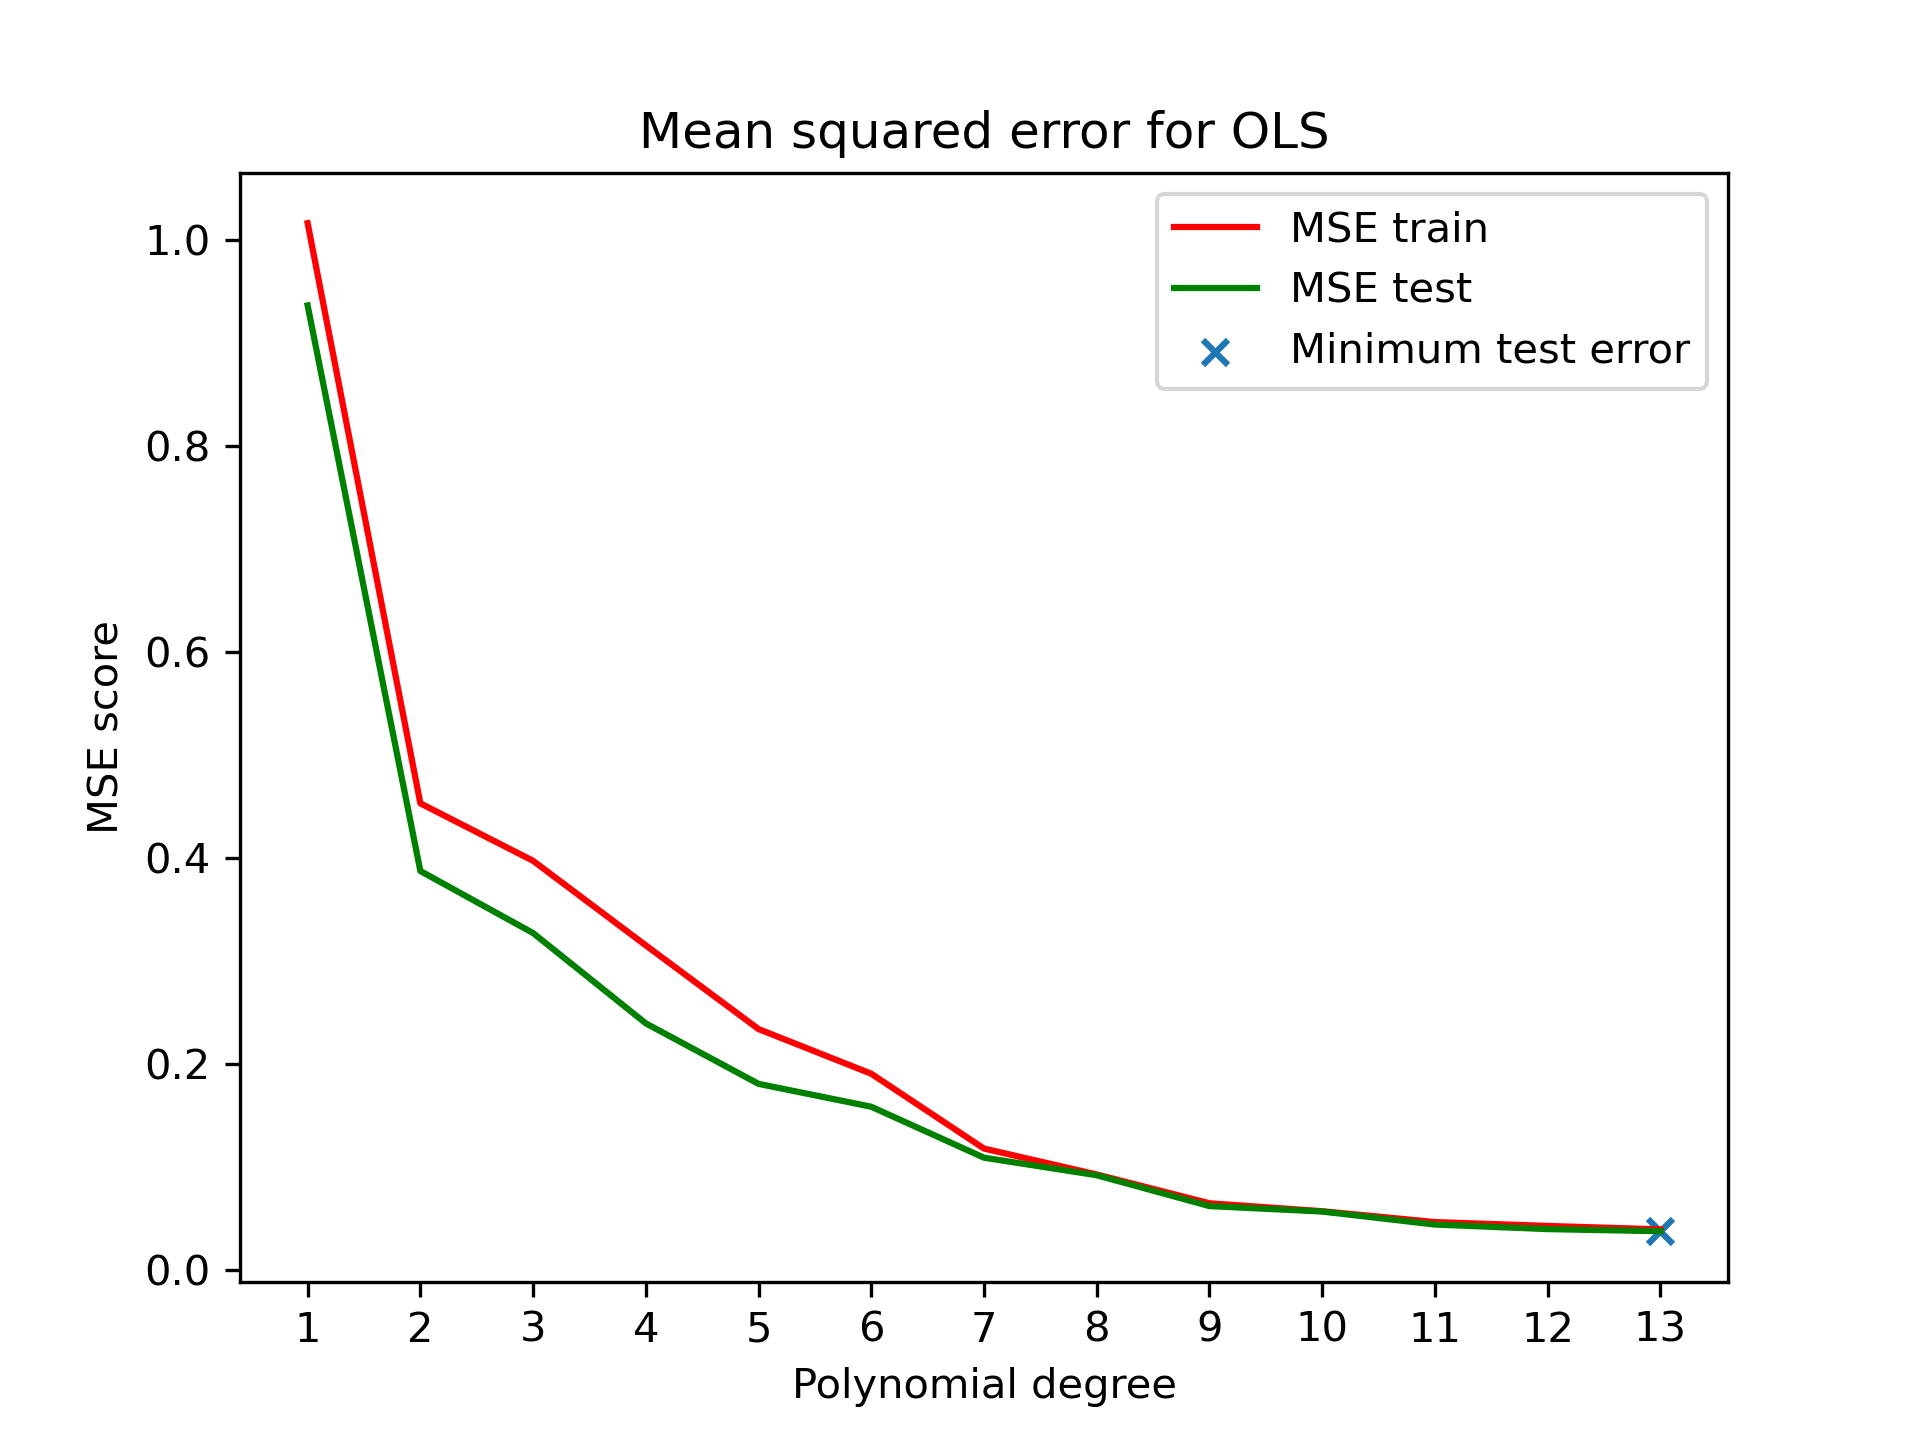 Mean squared error for OLS
MSE train
MSE test
Minimum test error
MSE score
1.0
0.8
0.6
0.4
0.2
0.0
1 2 3 4 5 6 7 8 9 10 11 12 13
Polynomial degree